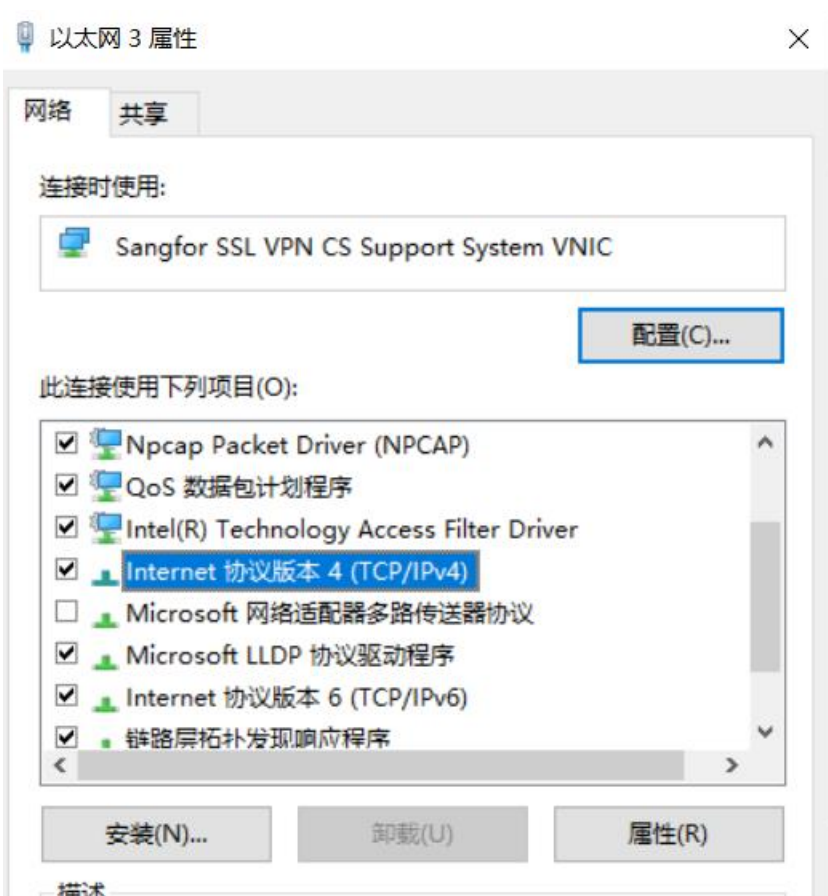 以太网 3 属性
网络
共享
连接时使用:
Sangfor SSL VPN CS Support System VNIC
配置(C)...
此连接使用下列项目(O):
Npcap Packet Driver (NPCAP)
QoS 数据包计划程序
Intel(R) Technology Access Filter Driver
Internet 协议版本 4 (TCP/IPv4)
Microsoft 网络适配器多路传送器协议
Microsoft LLDP 协议驱动程序
Internet 协议版本 6 (TCP/IPv6)
链路层拓扑发现响应程序
安装(N)...
卸载(U)
属性(R)
描述